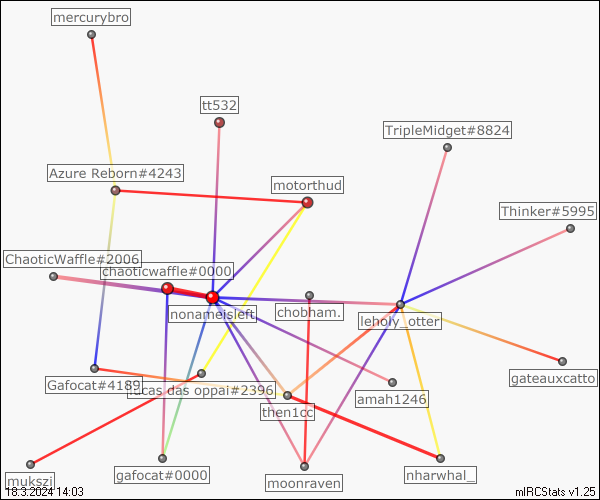 mercurybro
tt532
TripleMidget#8824
Azure Reborn#4243
motorthud
Thinker#5995
ChaoticWaffle#2006
chaoticwaffle#0000
nonameisleft
chobham.
leholy_otter
Gafocat#4189
lucas das oppai#2396
gateauxcatto
amah1246
then1cc
mukszi
gafocat#0000
moonraven
nharwhal_
18.3.2024 14:03
mIRCStats v1.25